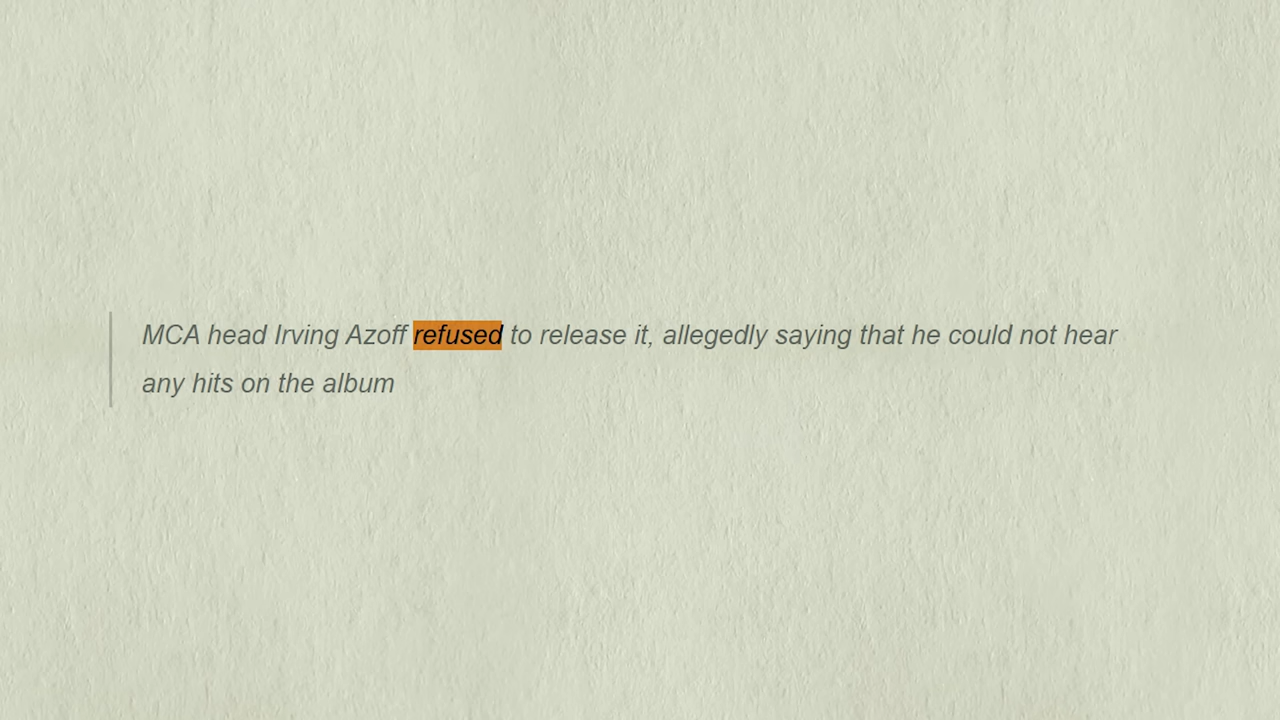 MCA head Irving Azoff refused to release it, allegedly saying that he could not hear
any hits on the album